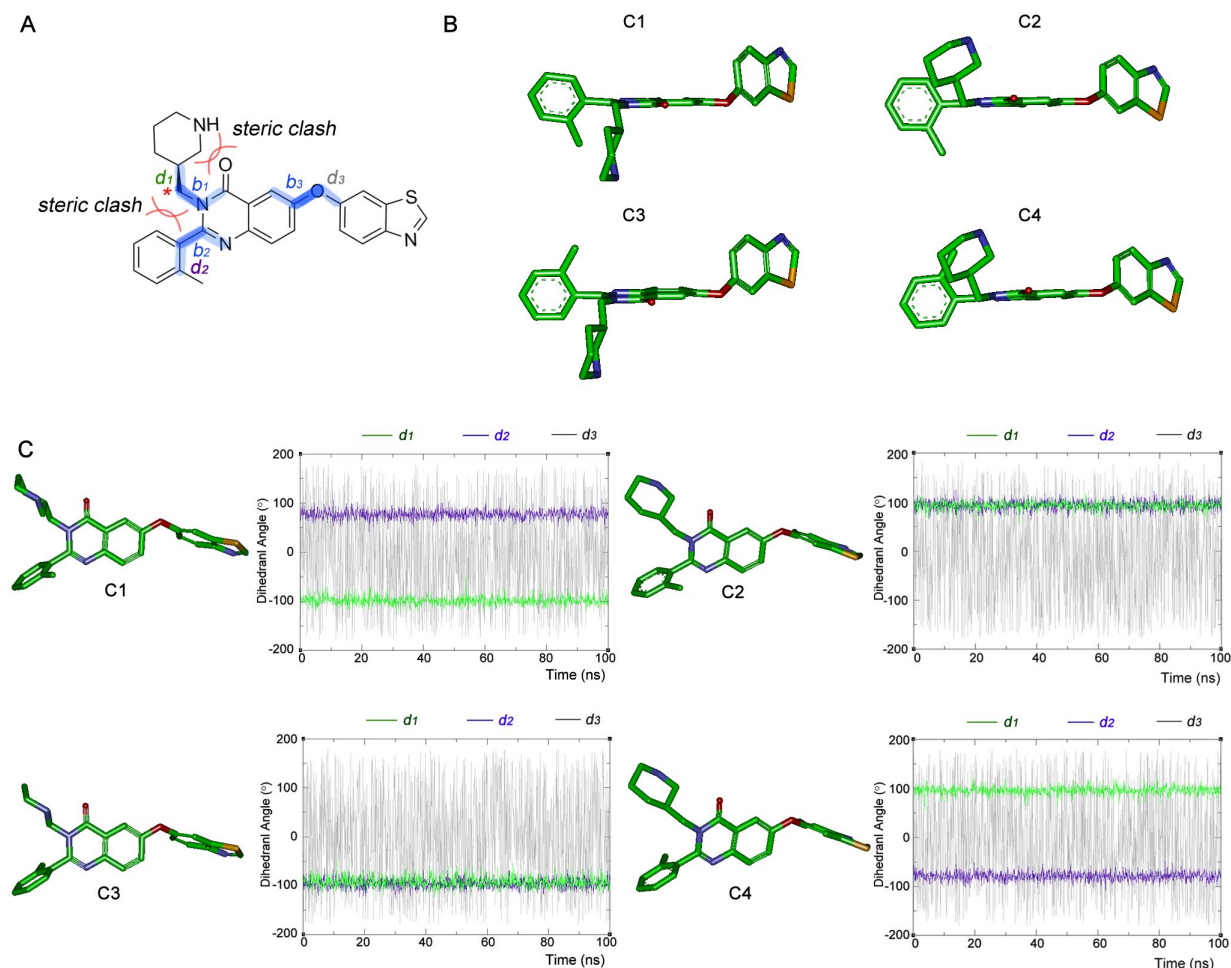 A
B
C1
C2
NH
steric clash
d1
b1
O
b3
O
d3
*
N
S
steric clash
b2
N
N
d2
C3
C4
C
d1 d2 d3
d1 d2 d3
200
100
0
-100
-200
Dihedranl Angle (°)
0 20 40 60 80 100
Time (ns)
C1
200
100
0
-100
-200
Dihedranl Angle (°)
0 20 40 60 80 100
Time (ns)
C2
d1 d2 d3
d1 d2 d3
200
100
0
-100
-200
Dihedranl Angle (°)
0 20 40 60 80 100
Time (ns)
C3
200
100
0
-100
-200
Dihedranl Angle (°)
0 20 40 60 80 100
Time (ns)
C4